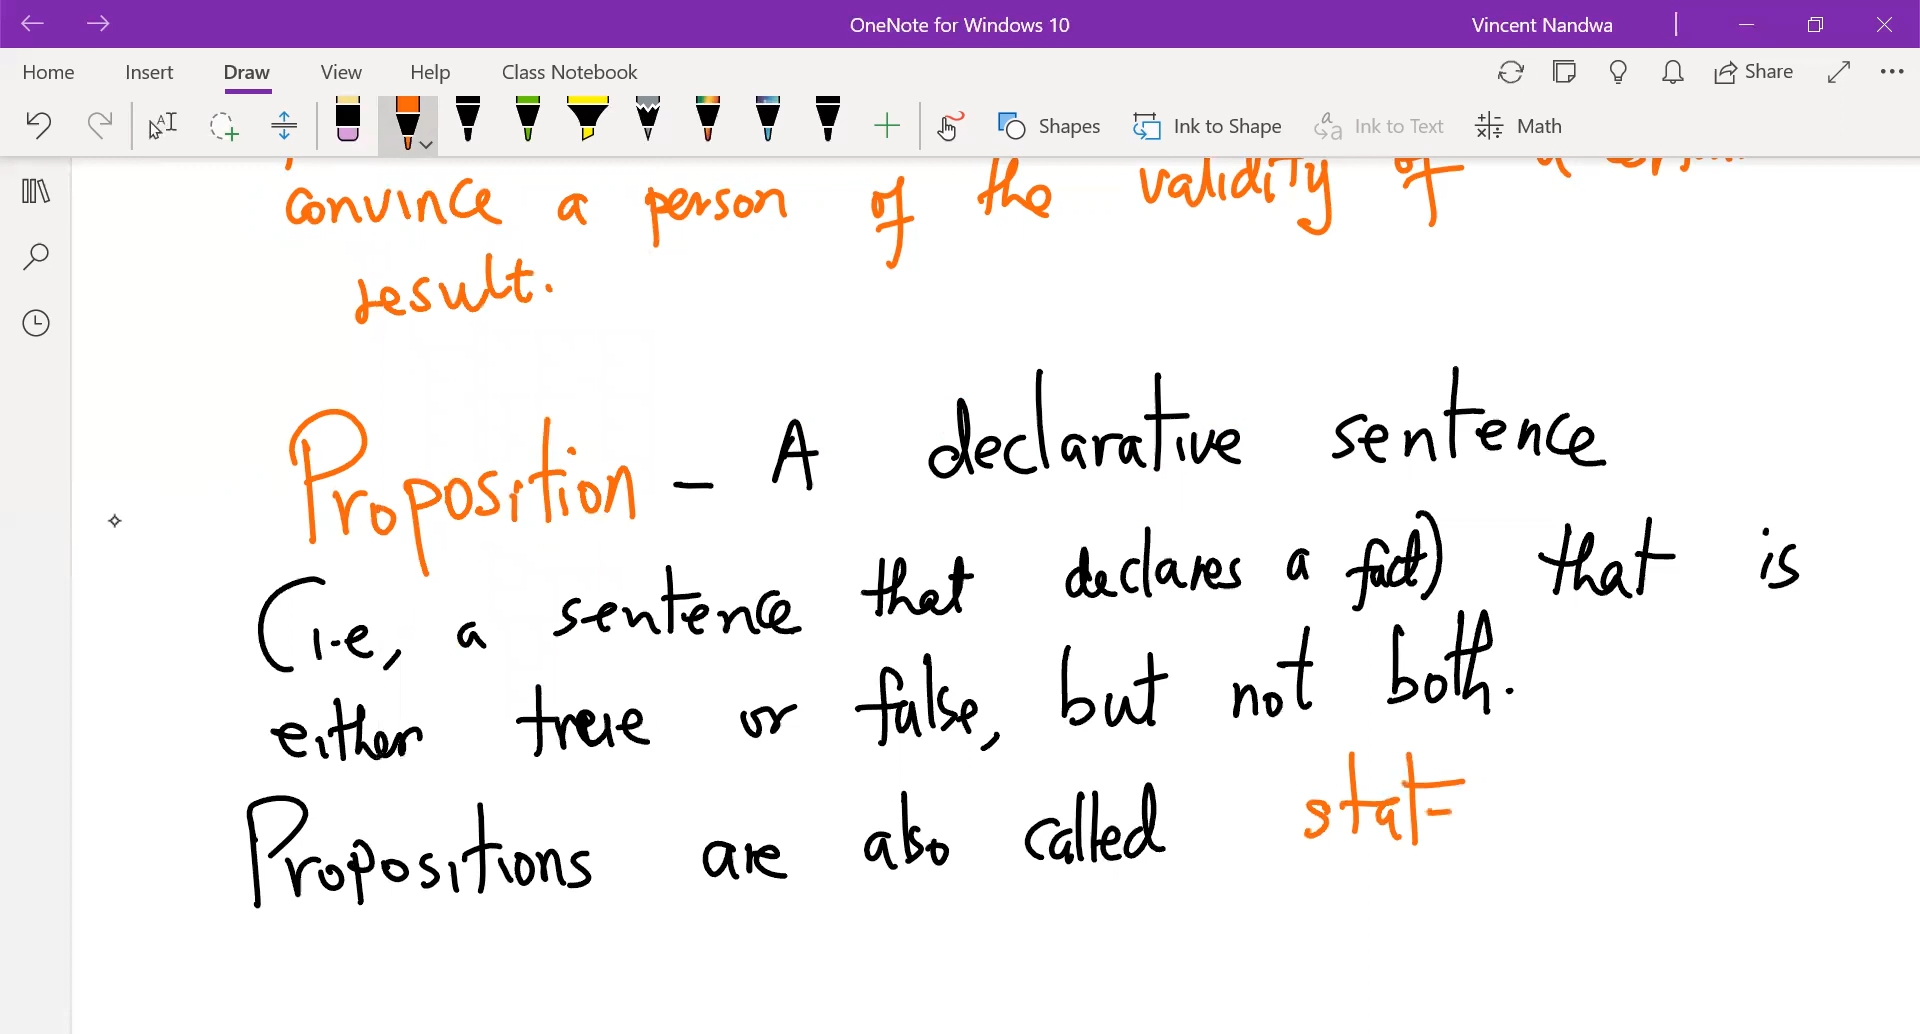 OneNote for Windows 10
Vincent Nandwa
Home Insert Draw View Help Class Notebook
Share
Shapes Ink to Shape Ink to Text Math
convince a person of the validity of a
result.
Proposition - A declarative sentence
(i.e, a sentence that declares a fact) that is
either true or false, but not both.
Propositions are also called stat-